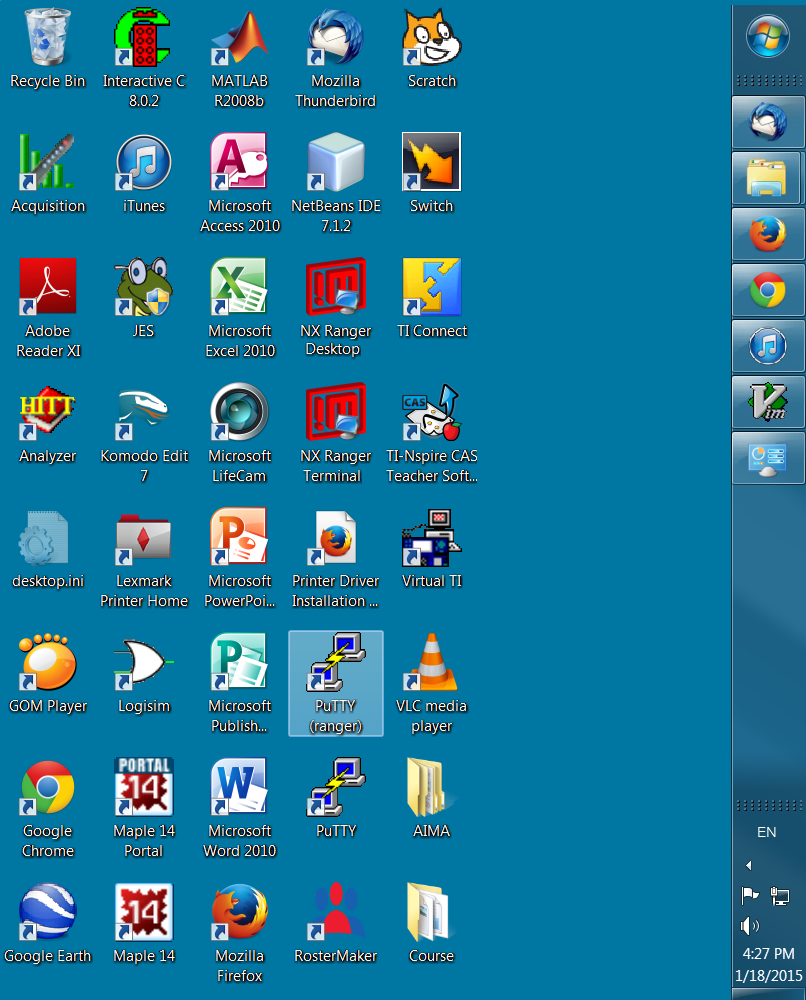 Recycle Bin
Interactive C
8.0.2
MATLAB
R2008b
Mozilla
Thunderbird
Scratch
Acquisition
iTunes
A
Microsoft
Access 2010
NetBeans IDE
7.1.2
Switch
Adobe
Reader XI
JES
X
Microsoft
Excel 2010
NX Ranger
Desktop
TI Connect
HITT
Analyzer
Komodo Edit
7
Microsoft
LifeCam
NX Ranger
Terminal
CAS
TI-Nspire CAS
Teacher Soft...
Vim
desktop.ini
Lexmark
Printer Home
P
Microsoft
PowerPoi...
Printer Driver
Installation ...
Virtual TI
GOM Player
Logisim
P
Microsoft
Publish...
PuTTY
(ranger)
VLC media
player
Google
Chrome
PORTAL
14
Maple 14
Portal
W
Microsoft
Word 2010
PuTTY
AIMA
EN
Google Earth
14
Maple 14
Mozilla
Firefox
RosterMaker
Course
4:27 PM
1/18/2015